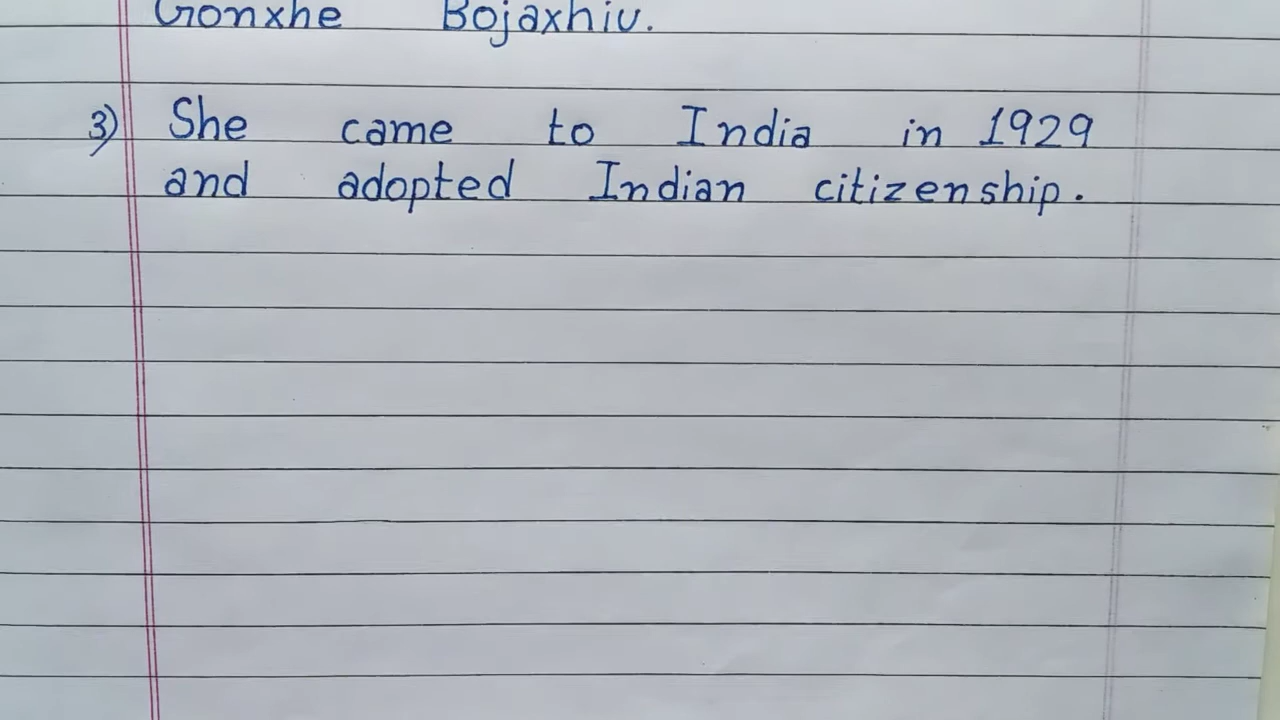 Gonxhe Bojaxhiu.
3) She came to India in 1929
and adopted Indian citizenship.